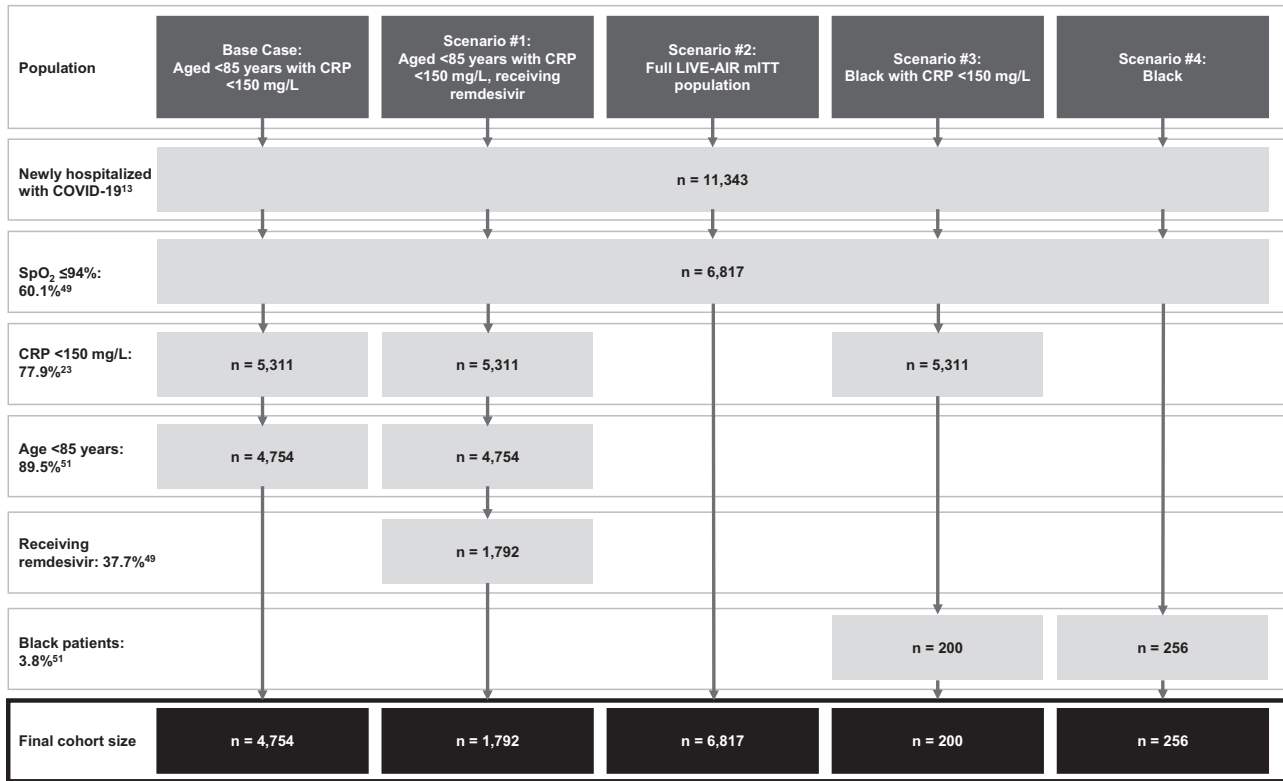 Population
Base Case:
Aged <85 years with CRP
<150 mg/L
Scenario #1:
Aged <85 years with CRP
<150 mg/L, receiving
remdesivir
Scenario #2:
Full LIVE-AIR mITT
population
Scenario #3:
Black with CRP <150 mg/L
Scenario #4:
Black
Newly hospitalized
with COVID-19¹³
n = 11,343
SpO₂ ≤94%:
60.1%⁴⁹
n = 6,817
CRP <150 mg/L:
77.9%²³
n = 5,311
n = 5,311
n = 5,311
Age <85 years:
89.5%⁵¹
n = 4,754
n = 4,754
Receiving
remdesivir: 37.7%⁴⁹
n = 1,792
Black patients:
3.8%⁵¹
n = 200
n = 256
Final cohort size
n = 4,754
n = 1,792
n = 6,817
n = 200
n = 256